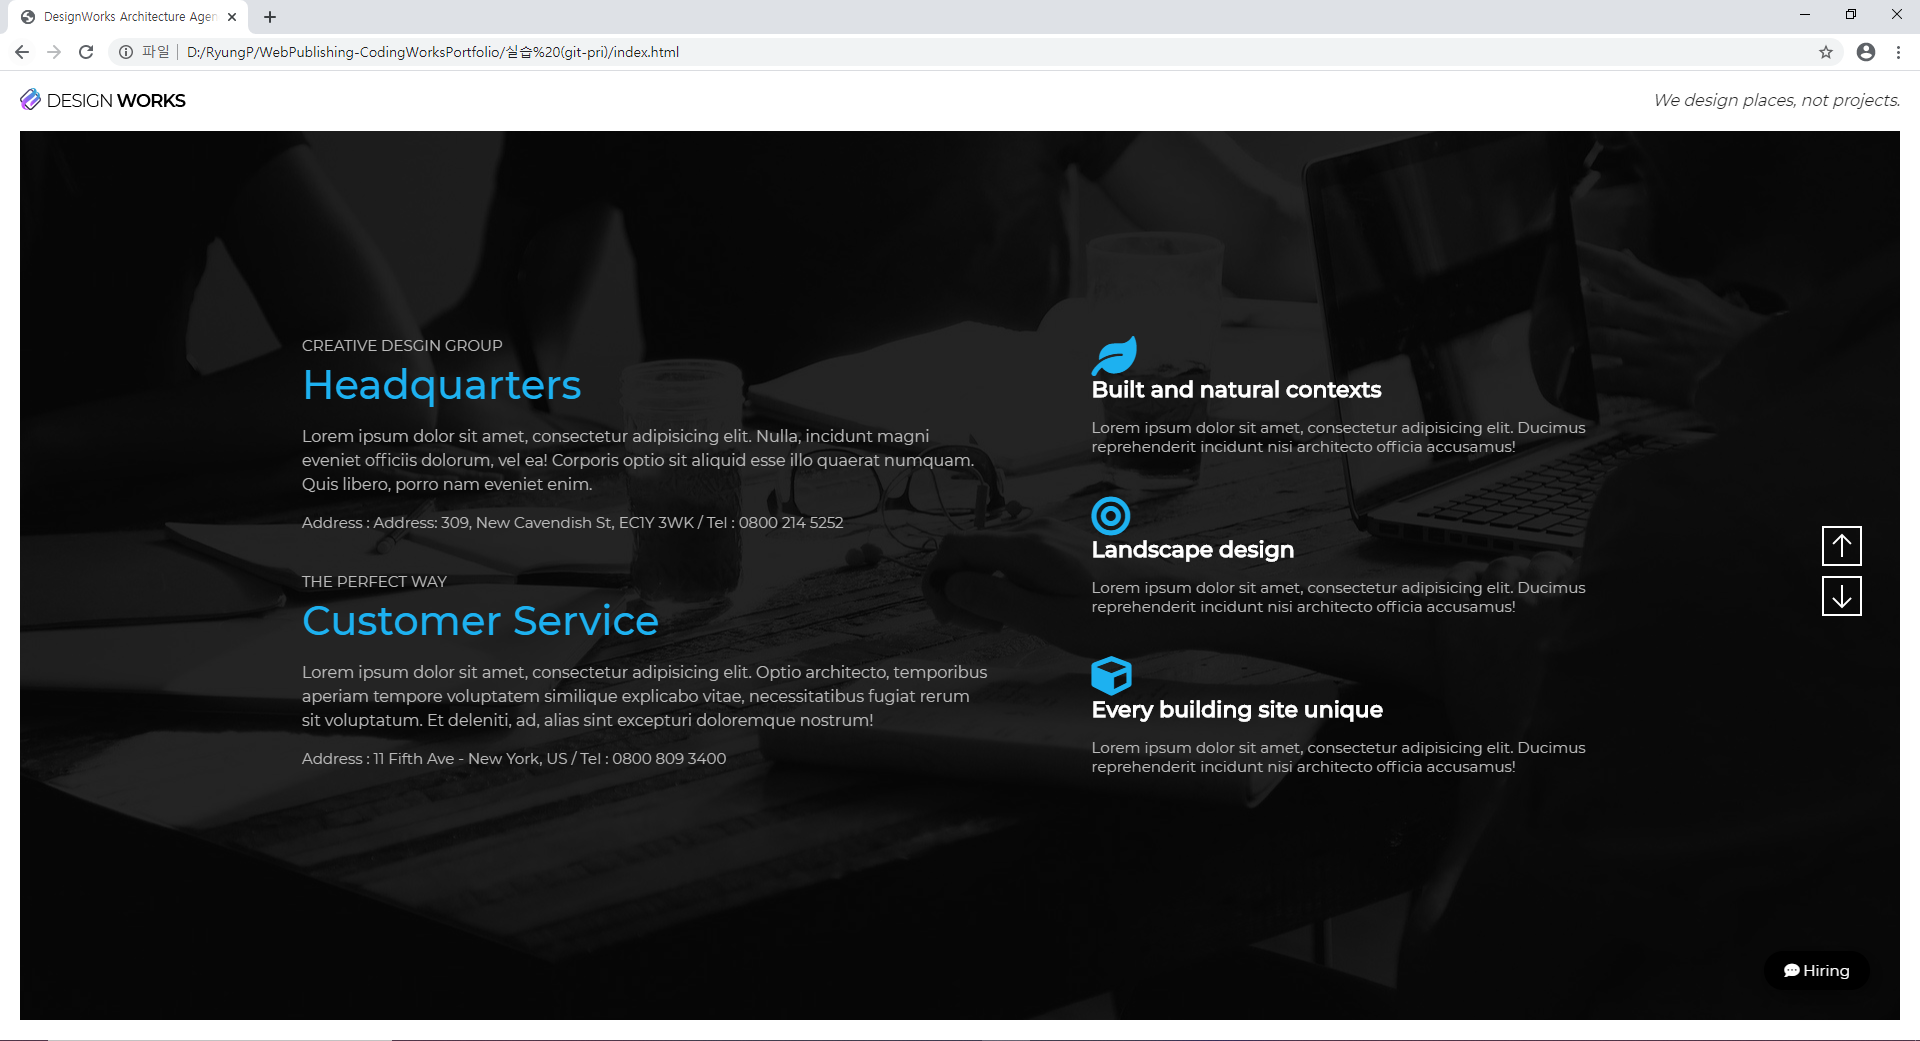 DesignWorks Architecture Agen
파일 D:/RyungP/WebPublishing-CodingWorksPortfolio/실습%20(git-pri)/index.html
DESIGN WORKS
We design places, not projects.
CREATIVE DESGIN GROUP
Headquarters
Lorem ipsum dolor sit amet, consectetur adipisicing elit. Nulla, incidunt magni
eveniet officiis dolorum, vel ea! Corporis optio sit aliquid esse illo quaerat numquam.
Quis libero, porro nam eveniet enim.
Address : Address: 309, New Cavendish St, EC1Y 3WK / Tel : 0800 214 5252
THE PERFECT WAY
Customer Service
Lorem ipsum dolor sit amet, consectetur adipisicing elit. Optio architecto, temporibus
aperiam tempore voluptatem similique explicabo vitae, necessitatibus fugiat rerum
sit voluptatum. Et deleniti, ad, alias sint excepturi doloremque nostrum!
Address : 11 Fifth Ave - New York, US / Tel : 0800 809 3400
Built and natural contexts
Lorem ipsum dolor sit amet, consectetur adipisicing elit. Ducimus
reprehenderit incidunt nisi architecto officia accusamus!
Landscape design
Lorem ipsum dolor sit amet, consectetur adipisicing elit. Ducimus
reprehenderit incidunt nisi architecto officia accusamus!
Every building site unique
Lorem ipsum dolor sit amet, consectetur adipisicing elit. Ducimus
reprehenderit incidunt nisi architecto officia accusamus!
Hiring